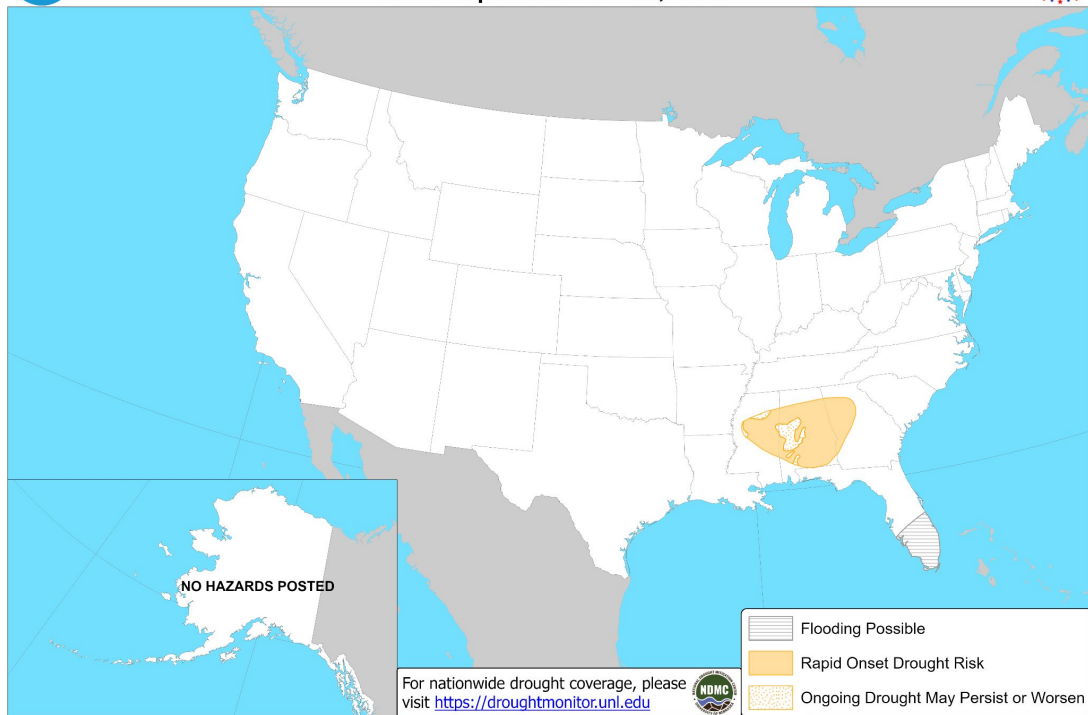 NO HAZARDS POSTED
For nationwide drought coverage, please
visit https://droughtmonitor.unl.edu
NDMC
Flooding Possible
Rapid Onset Drought Risk
Ongoing Drought May Persist or Worsen